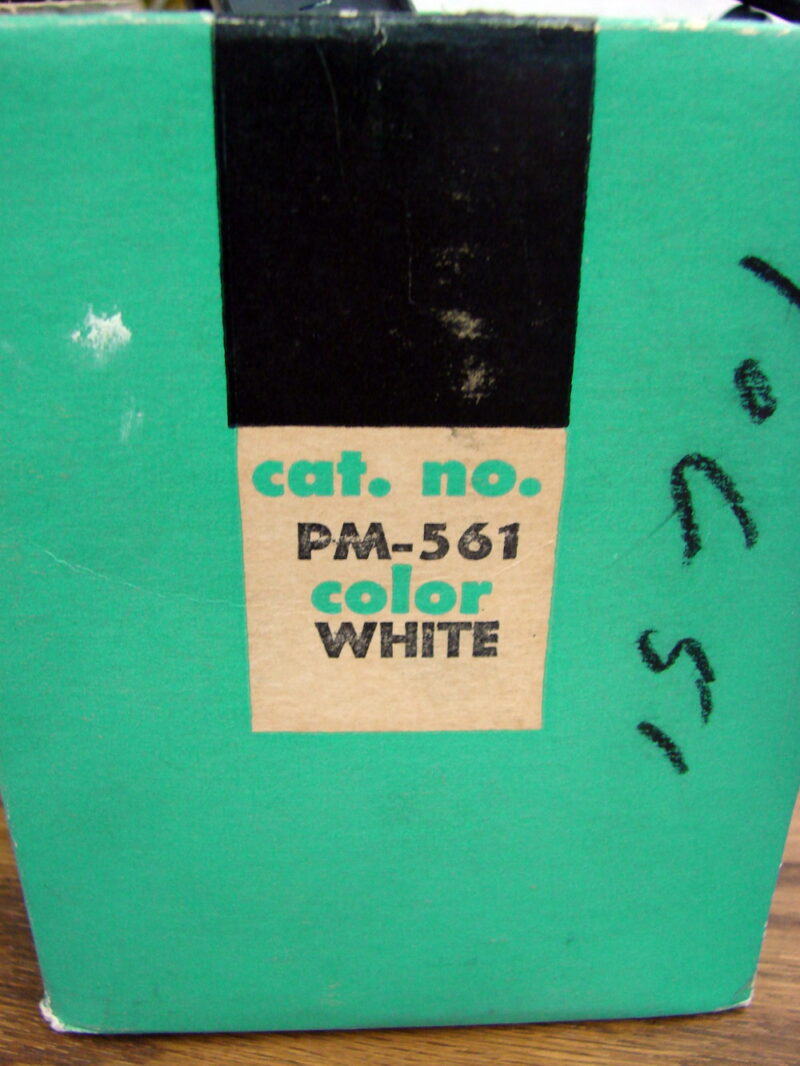 cat. no.
PM-561
color
WHITE